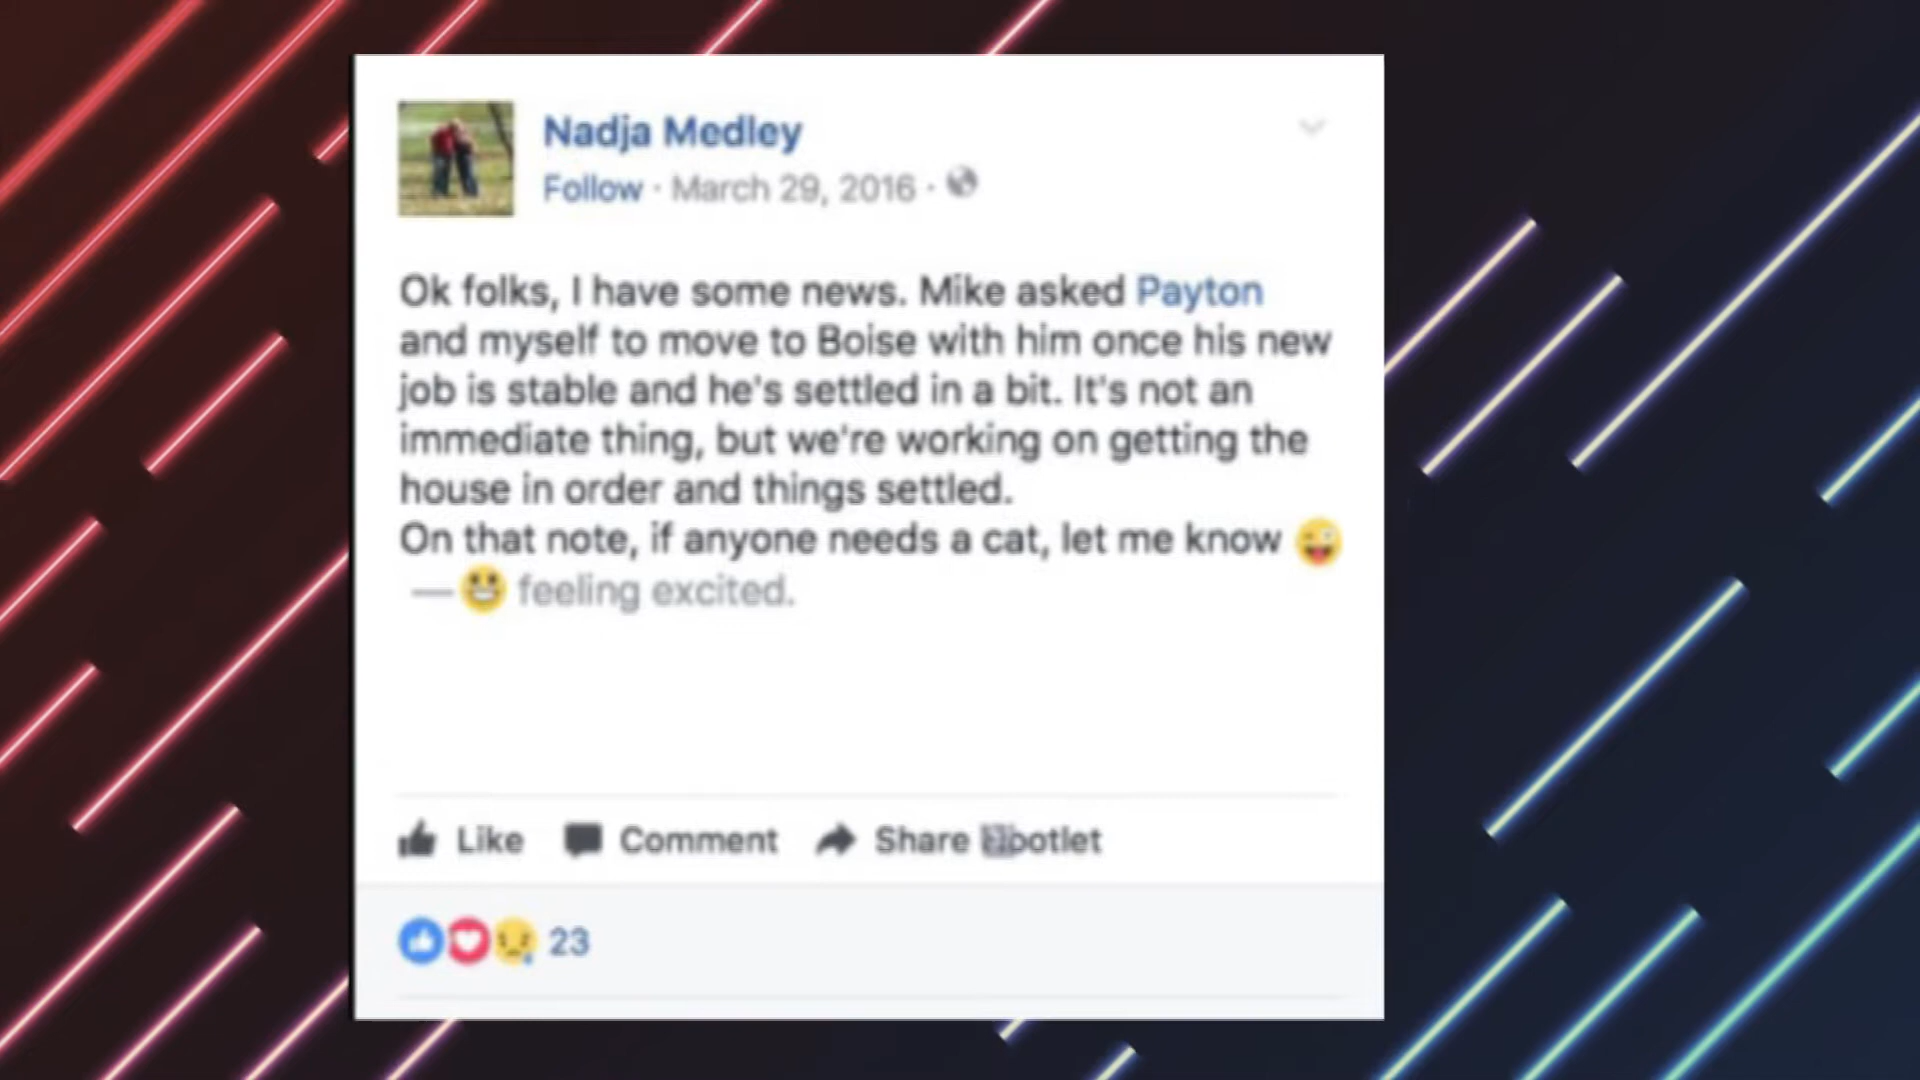 Nadja Medley
Follow · March 29, 2016 ·
Ok folks, I have some news. Mike asked Payton
and myself to move to Boise with him once his new
job is stable and he's settled in a bit. It's not an
immediate thing, but we're working on getting the
house in order and things settled.
On that note, if anyone needs a cat, let me know 😜
— 😃 feeling excited.
Like Comment Share
23